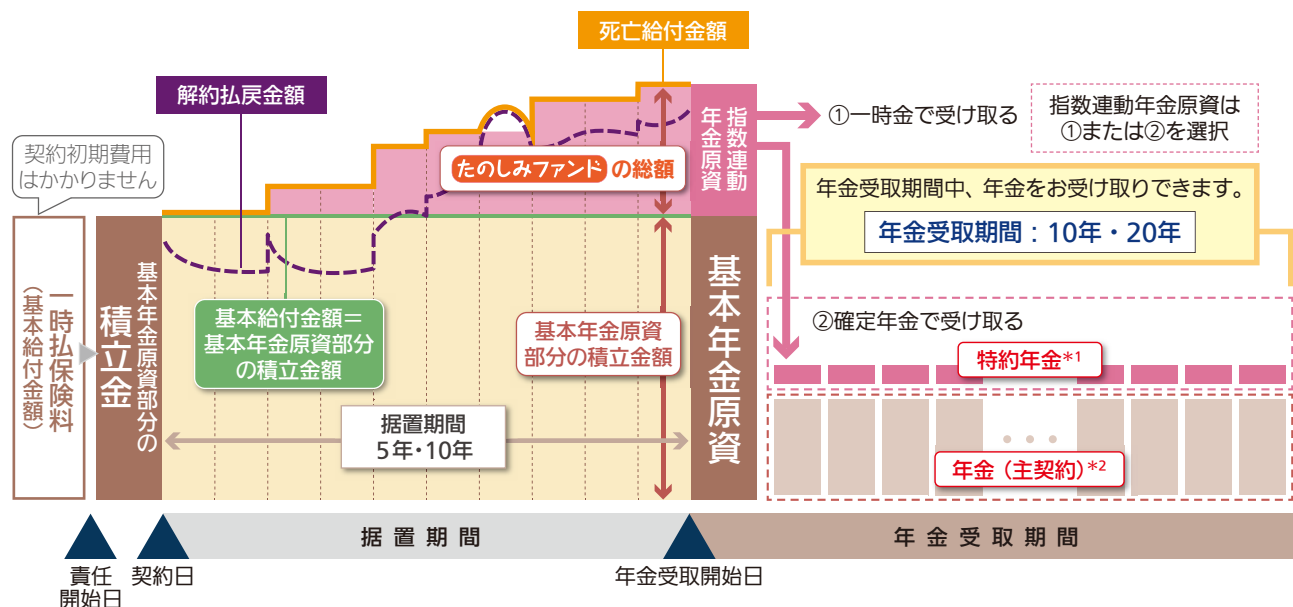 死亡給付金額
解約払戻金額
契約初期費用
はかかりません
たのしみファンド の総額
指数連動
年金原資
①一時金で受け取る
指数連動年金原資は
①または②を選択
年金受取期間中、年金をお受け取りできます。
年金受取期間：10年・20年
一時払保険料
（基本給付金額）
基本年金原資部分の
積立金
基本給付金額＝
基本年金原資部分
の積立金額
基本年金原資
部分の積立金額
基本年金原資
据置期間
5年・10年
②確定年金で受け取る
特約年金*1
年金（主契約）*2
据置期間
年金受取期間
責任
開始日
契約日
年金受取開始日